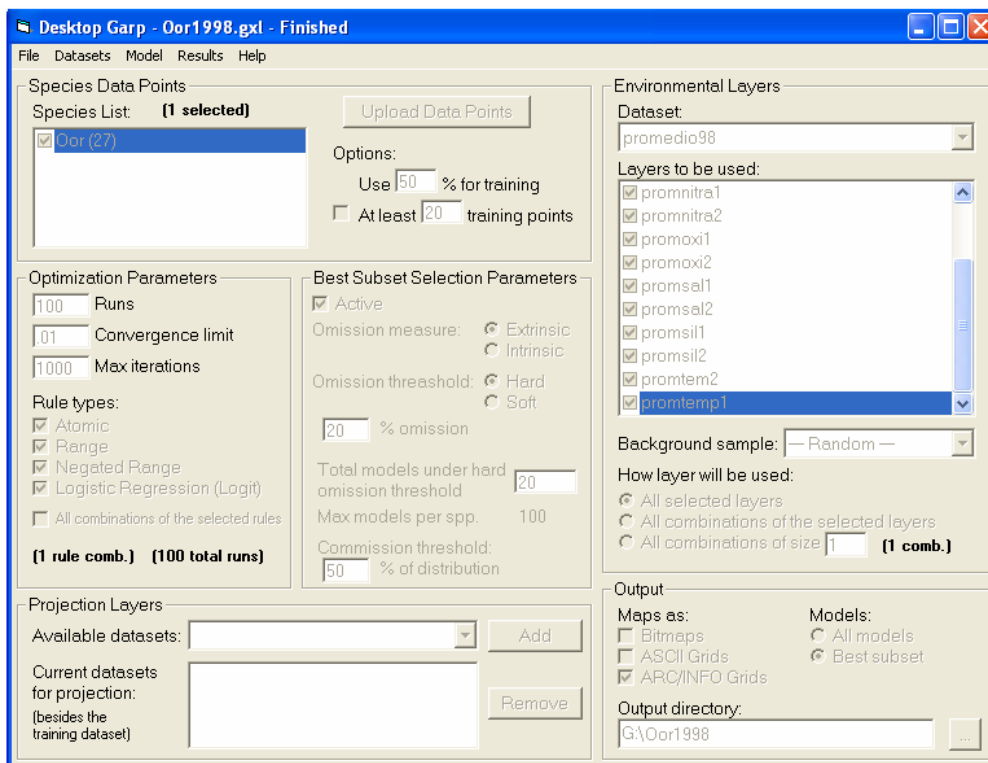 Desktop Garp - Oor1998.gxl - Finished
File Datasets Model Results Help
Species Data Points
Species List: (1 selected)
Upload Data Points
Oor (27)
Options:
Use 50 % for training
At least 20 training points
Optimization Parameters
100 Runs
.01 Convergence limit
1000 Max iterations
Rule types:
Atomic
Range
Negated Range
Logistic Regression (Logit)
All combinations of the selected rules
(1 rule comb.) (100 total runs)
Best Subset Selection Parameters
Active
Omission measure: Extrinsic
Intrinsic
Omission threashold: Hard
Soft
20 % omission
Total models under hard
omission threshold 20
Max models per spp. 100
Commission threshold:
50 % of distribution
Projection Layers
Available datasets:
Add
Current datasets
for projection:
(besides the
training dataset)
Remove
Environmental Layers
Dataset:
promedio98
Layers to be used:
promnitra1
promnitra2
promoxi1
promoxi2
promsal1
promsal2
promsil1
promsil2
promtem2
promtemp1
Background sample: — Random —
How layer will be used:
All selected layers
All combinations of the selected layers
All combinations of size 1 (1 comb.)
Output
Maps as:
Bitmaps
ASCII Grids
ARC/INFO Grids
Models:
All models
Best subset
Output directory:
G:\Oor1998
...